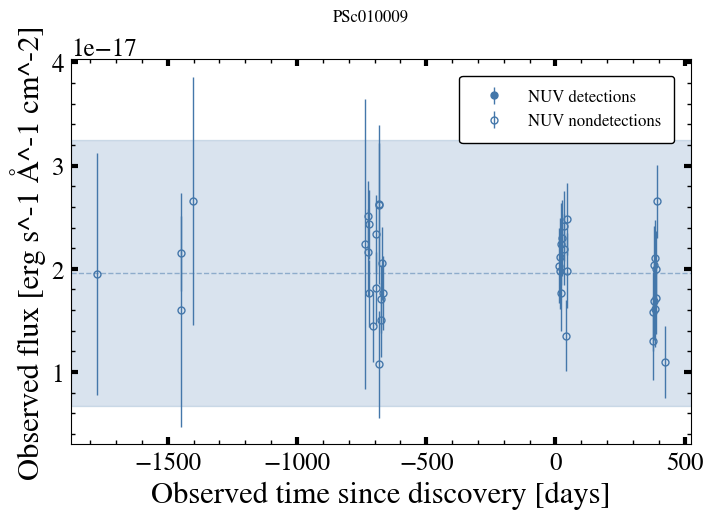 PSc010009
1e−17
4
3
2
1
Observed flux [erg s^-1 Å^-1 cm^-2]
NUV detections
NUV nondetections
−1500 −1000 −500 0 500
Observed time since discovery [days]